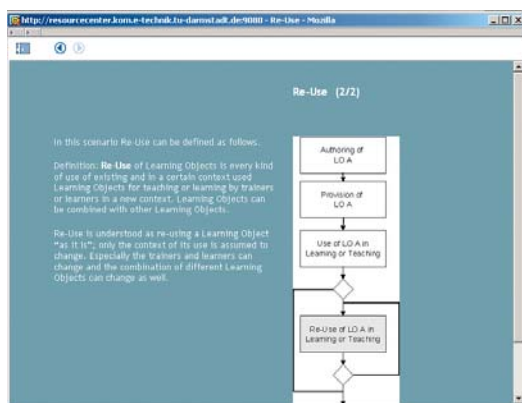 http://resourcecenter.kom.e-technik.tu-darmstadt.de:9080 - Re-Use - Mozilla
Re-Use (2/2)
In this scenario Re-Use can be defined as follows.
Definition: Re-Use of Learning Objects is every kind
of use of existing and in a certain context used
Learning Objects for teaching or learning by trainers
or learners in a new context. Learning Objects can
be combined with other Learning Objects.
Re-Use is understood as re-using a Learning Object
"as it is"; only the context of its use is assumed to
change. Especially the trainers and learners can
change and the combination of different Learning
Objects can change as well.
Authoring of
LO A
Provision of
LO A
Use of LO A in
Learning or Teaching
Re-Use of LO A in
Learning or Teaching